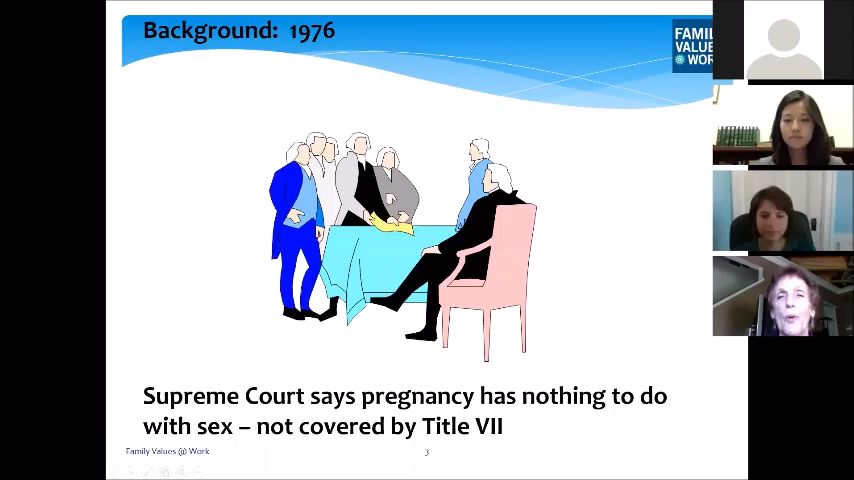 Background: 1976
FAMIL
VALUES
@ WORK
Supreme Court says pregnancy has nothing to do
with sex – not covered by Title VII
Family Values @ Work
3